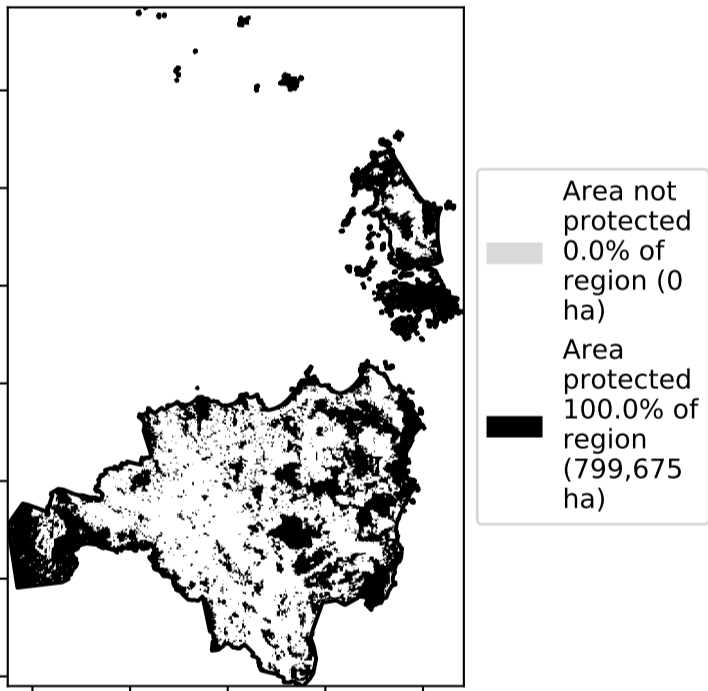 Area not
protected
0.0% of
region (0
ha)
Area
protected
100.0% of
region
(799,675
ha)